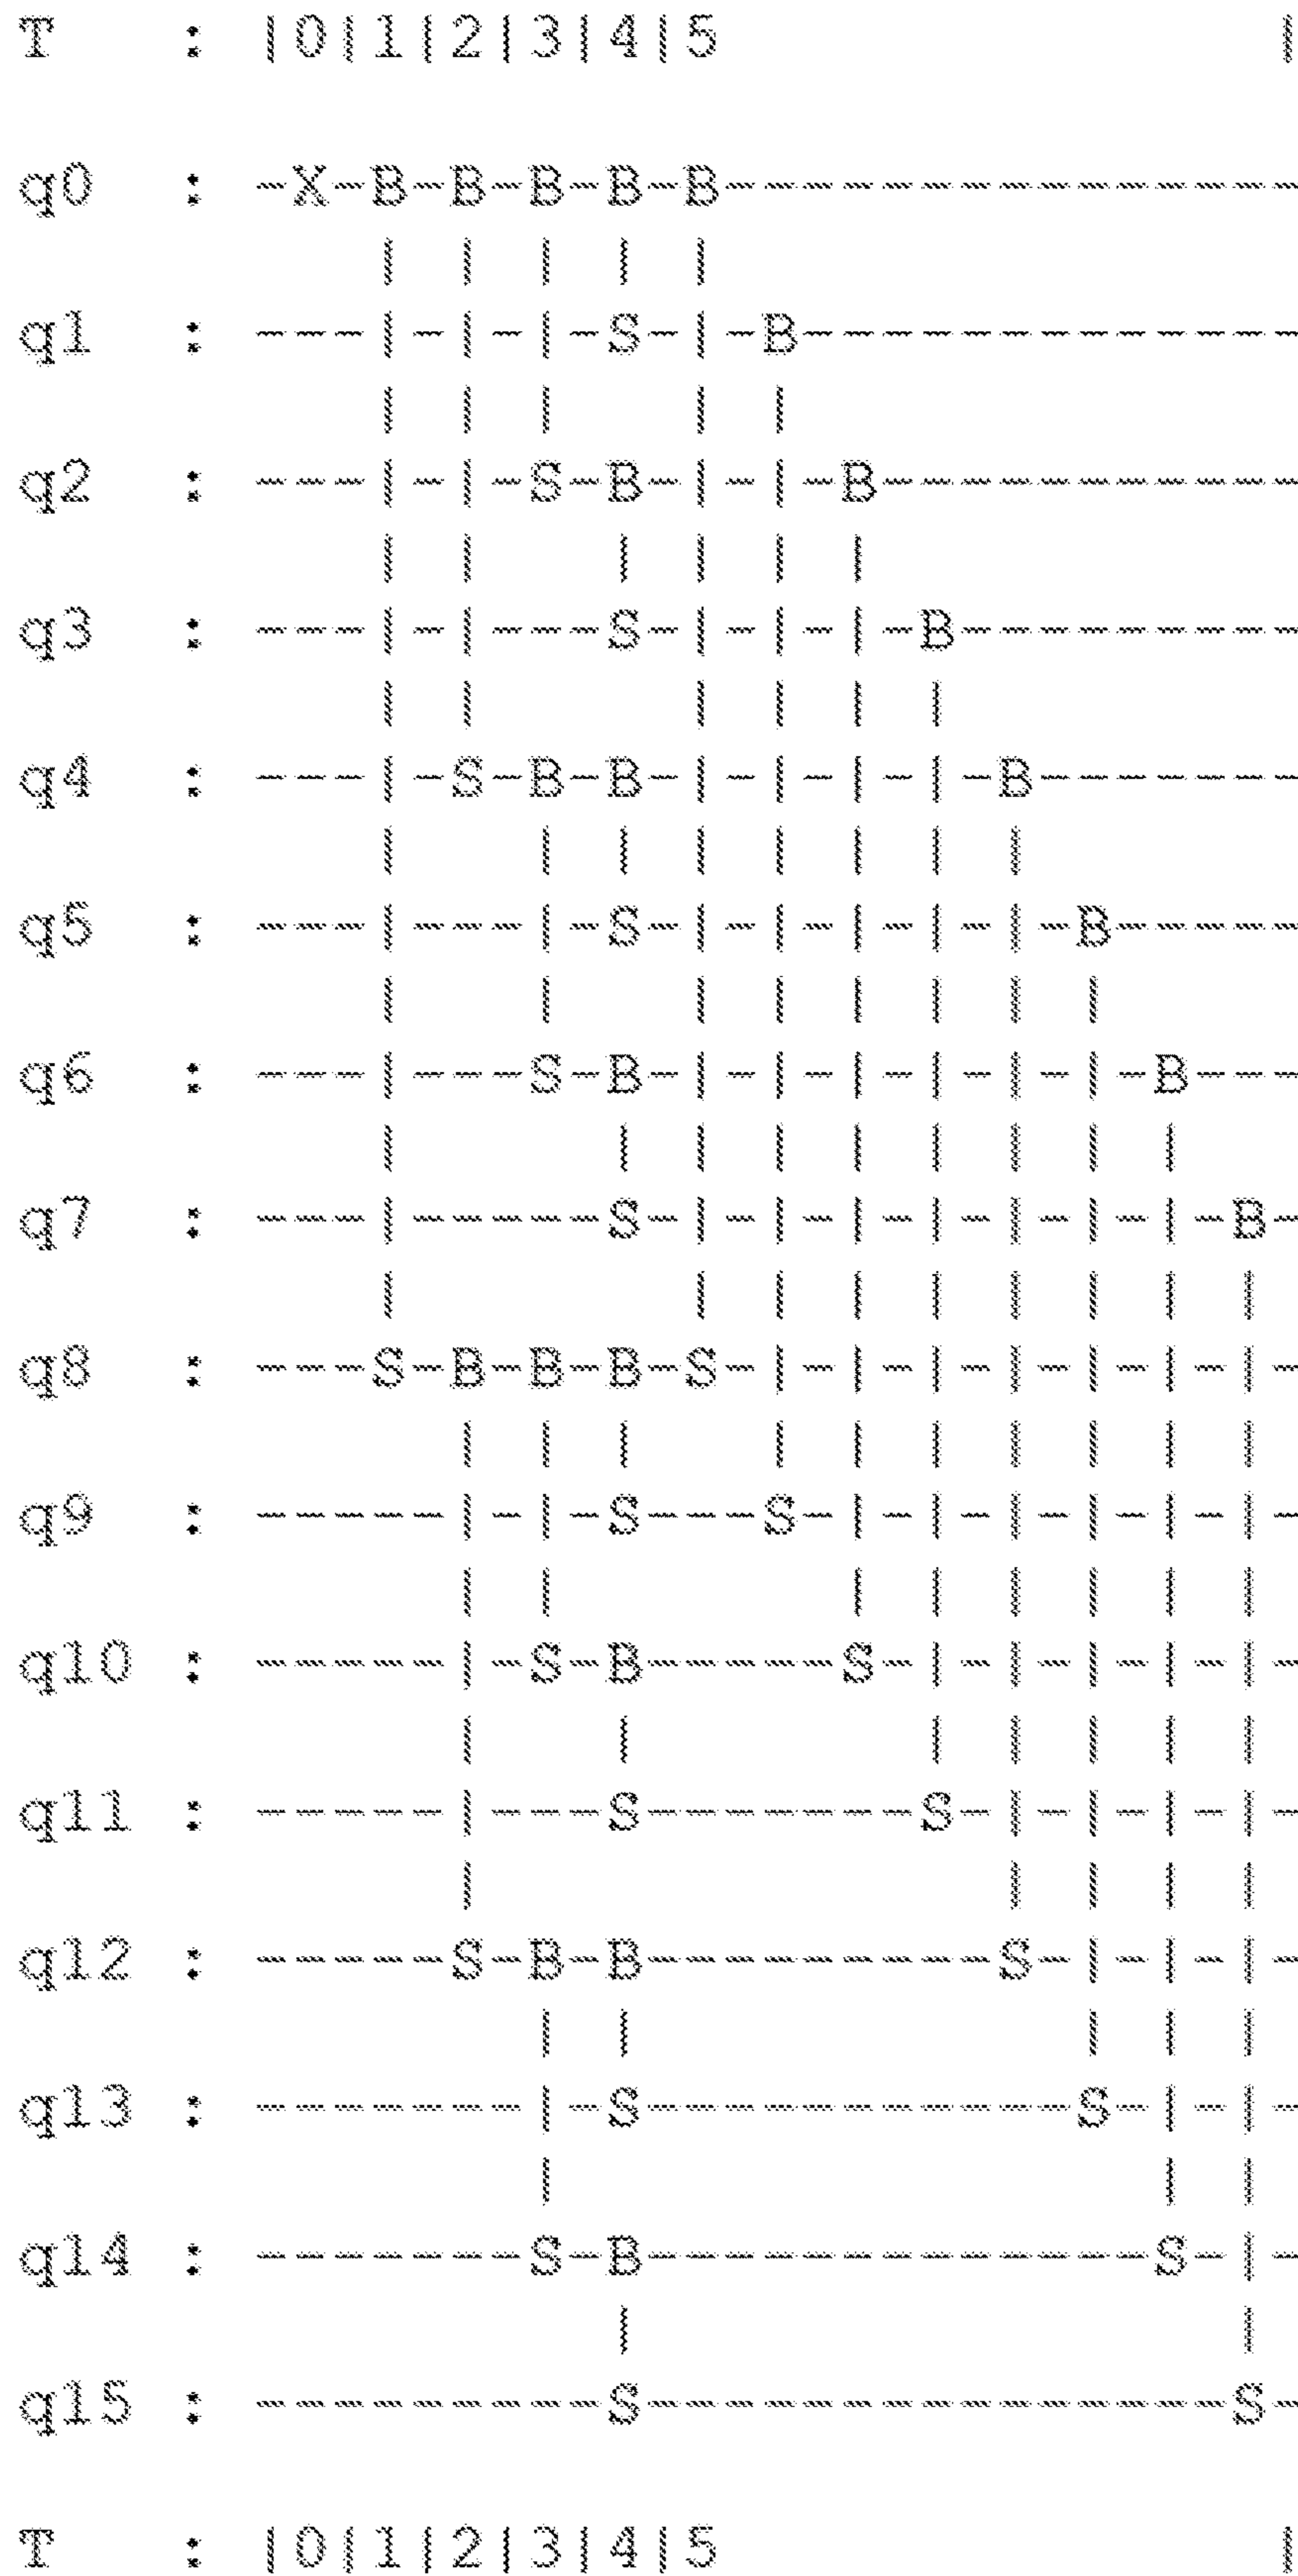 T   : |0|1|2|3|4|5              |
q0  : -X-B-B-B-B-B---------------
         | | | | |
q1  : ---|-|-|-S-|-B-------------
         | | |   | |
q2  : ---|-|-S-B-|-|-B-----------
         | |   | | | |
q3  : ---|-|---S-|-|-|-B---------
         | |     | | | |
q4  : ---|-S-B-B-|-|-|-|-B-------
         |   | | | | | | |
q5  : ---|---|-S-|-|-|-|-|-B-----
         |   |   | | | | | |
q6  : ---|---S-B-|-|-|-|-|-|-B---
         |     | | | | | | | |
q7  : ---|-----S-|-|-|-|-|-|-|-B-
         |       | | | | | | | |
q8  : ---S-B-B-B-S-|-|-|-|-|-|-|-
           | | |   | | | | | | |
q9  : -----|-|-S---S-|-|-|-|-|-|-
           | |       | | | | | |
q10 : -----|-S-B-----S-|-|-|-|-|-
           |   |       | | | | |
q11 : -----|---S-------S-|-|-|-|-
           |             | | | |
q12 : -----S-B-B---------S-|-|-|-
             | |           | | |
q13 : -------|-S-----------S-|-|-
             |               | |
q14 : -------S-B-------------S-|-
               |               |
q15 : ---------S---------------S-
T   : |0|1|2|3|4|5              |